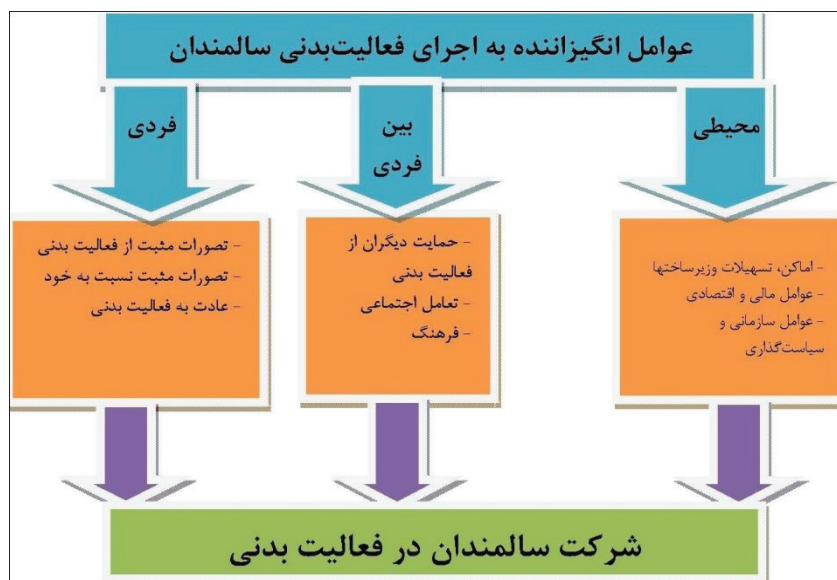 عوامل انگیزاننده به اجرای فعالیت‌بدنی سالمندان
محیطی
بین
فردی
فردی
- اماکن، تسهیلات وزیرساختها
- عوامل مالی و اقتصادی
- عوامل سازمانی و
سیاست‌گذاری
- حمایت دیگران از
فعالیت بدنی
- تعامل اجتماعی
- فرهنگ
- تصورات مثبت از فعالیت بدنی
- تصورات مثبت نسبت به خود
- عادت به فعالیت بدنی
شرکت سالمندان در فعالیت بدنی